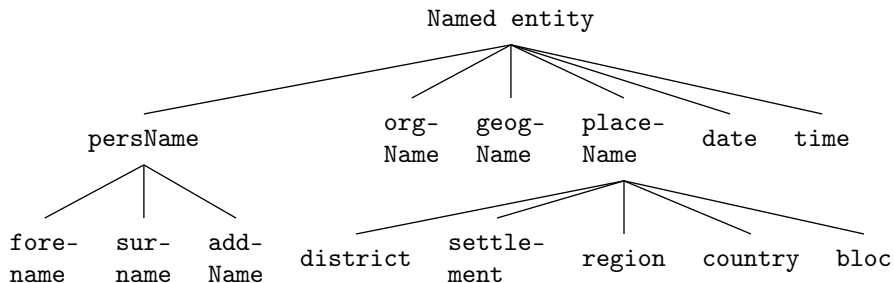 Named entity
persName
org-
Name
geog-
Name
place-
Name
date
time
fore-
name
sur-
name
add-
Name
district
settle-
ment
region
country
bloc